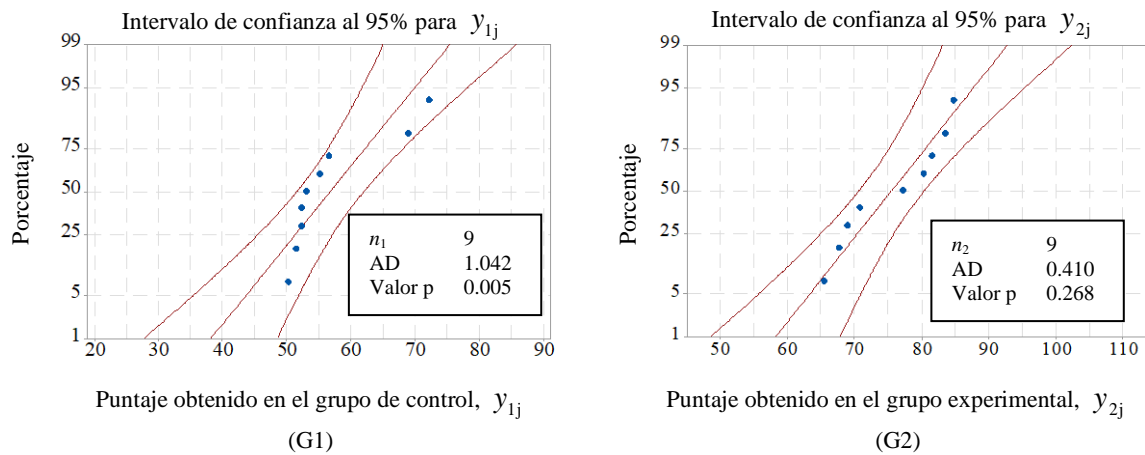 Intervalo de confianza al 95% para y1j
99
95
75
50
25
5
1
Porcentaje
n1 9
AD 1.042
Valor p 0.005
20 30 40 50 60 70 80 90
Puntaje obtenido en el grupo de control, y1j
(G1)
Intervalo de confianza al 95% para y2j
99
95
75
50
25
5
1
Porcentaje
n2 9
AD 0.410
Valor p 0.268
50 60 70 80 90 100 110
Puntaje obtenido en el grupo experimental, y2j
(G2)